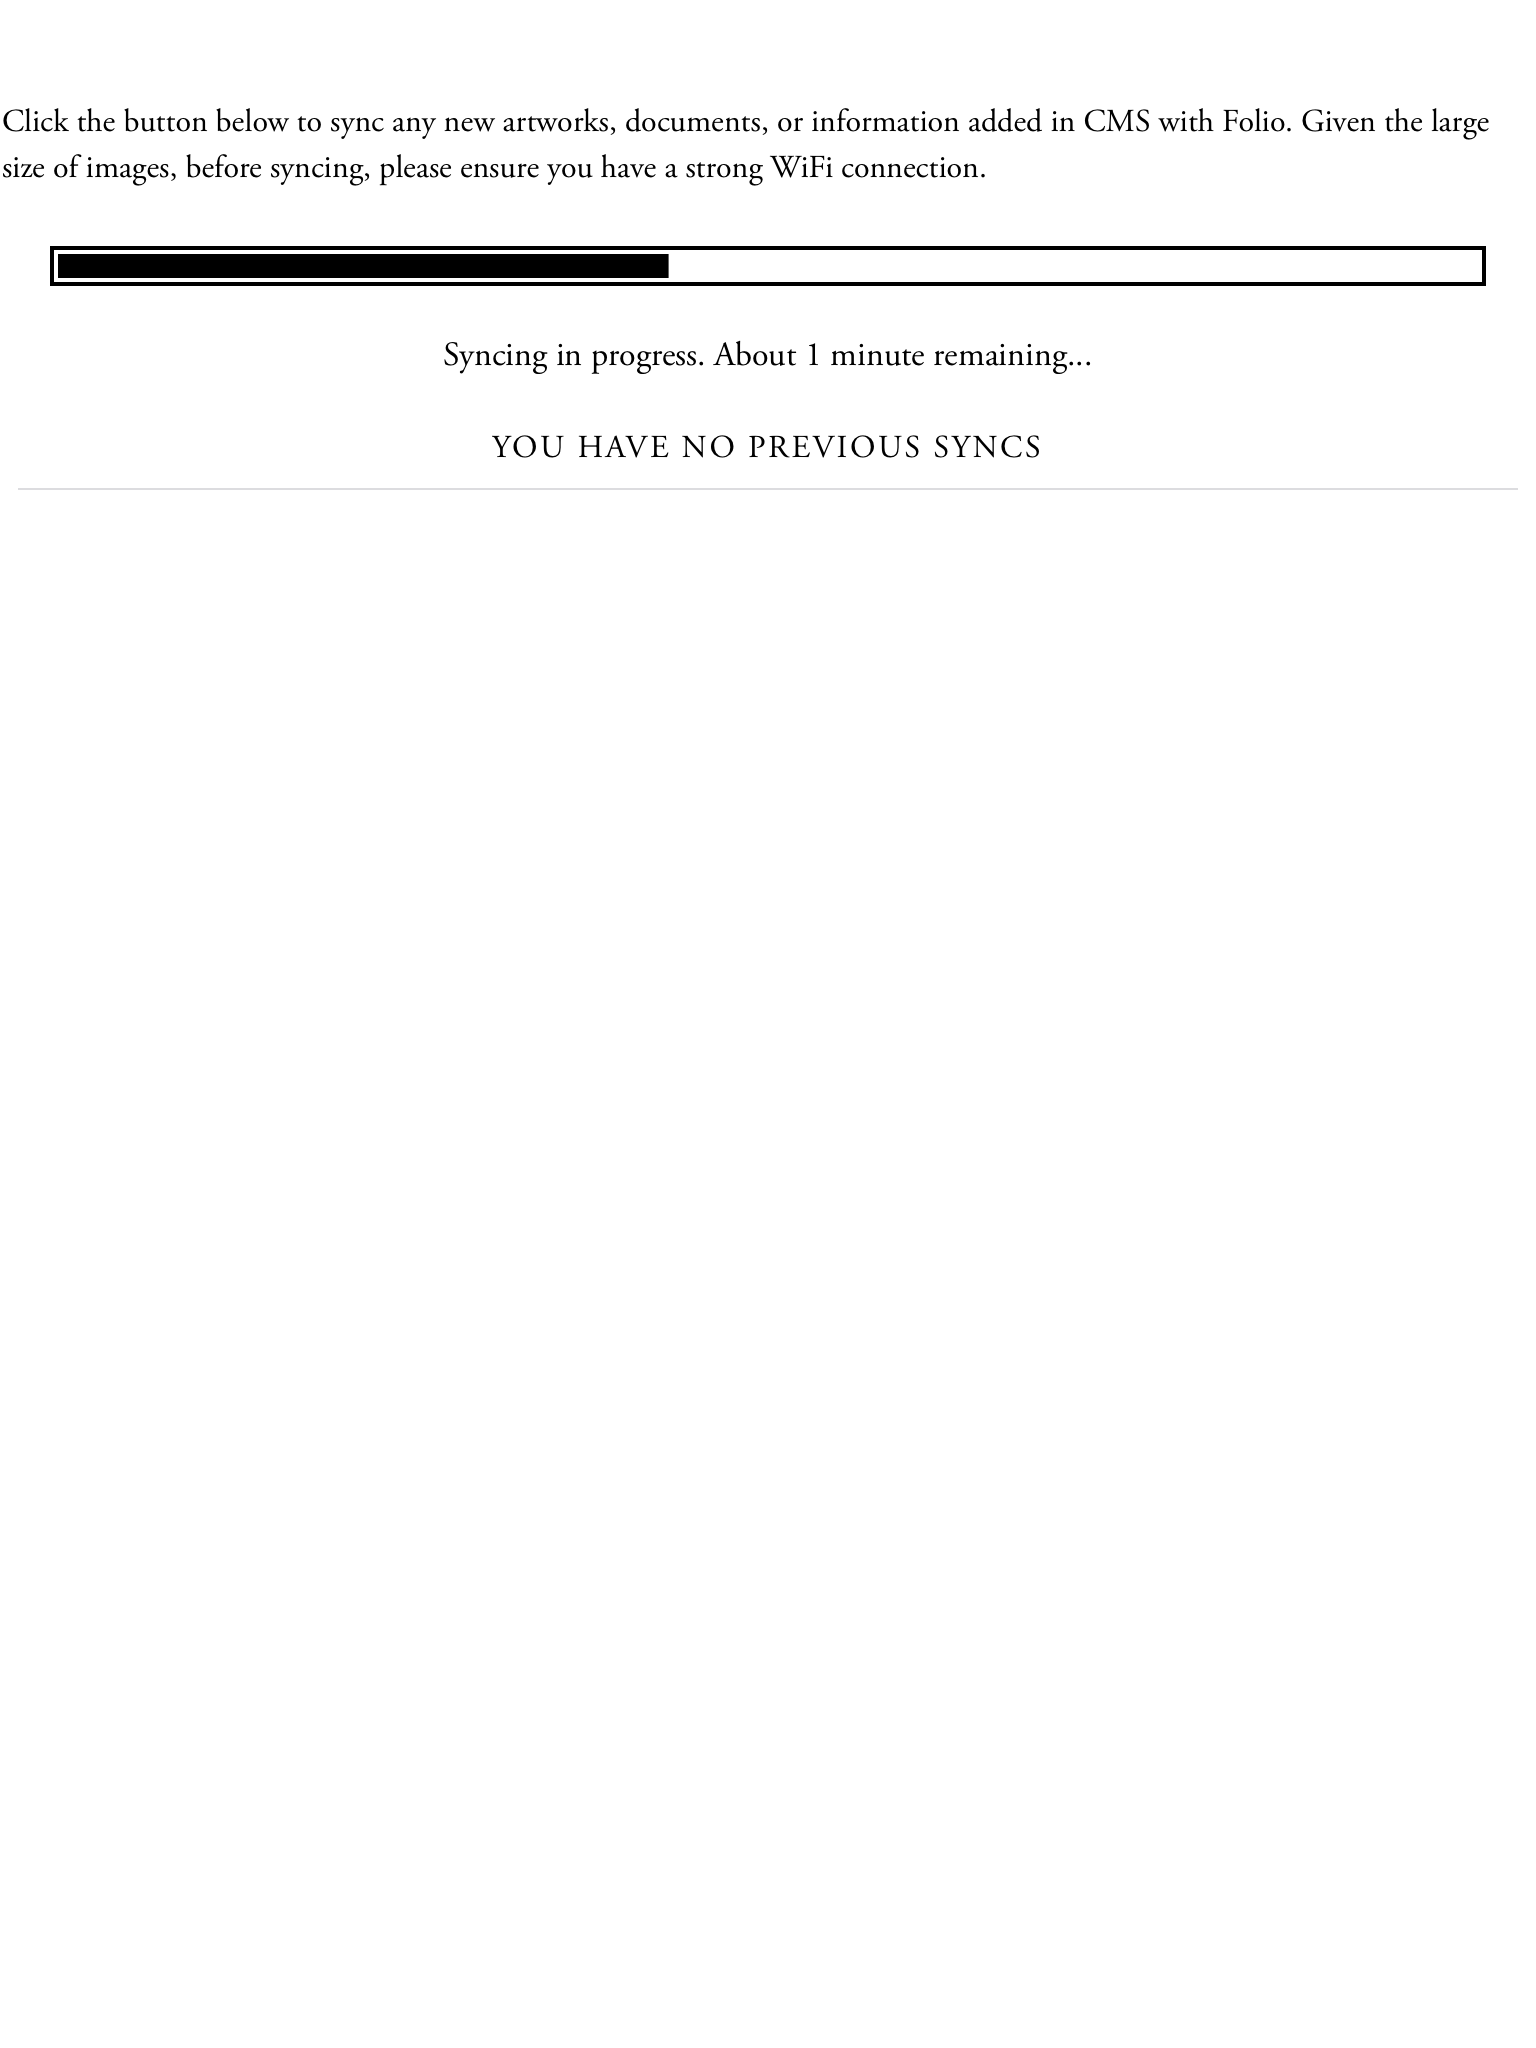 Click the button below to sync any new artworks, documents, or information added in CMS with Folio. Given the large
size of images, before syncing, please ensure you have a strong WiFi connection.
Syncing in progress. About 1 minute remaining...
YOU HAVE NO PREVIOUS SYNCS